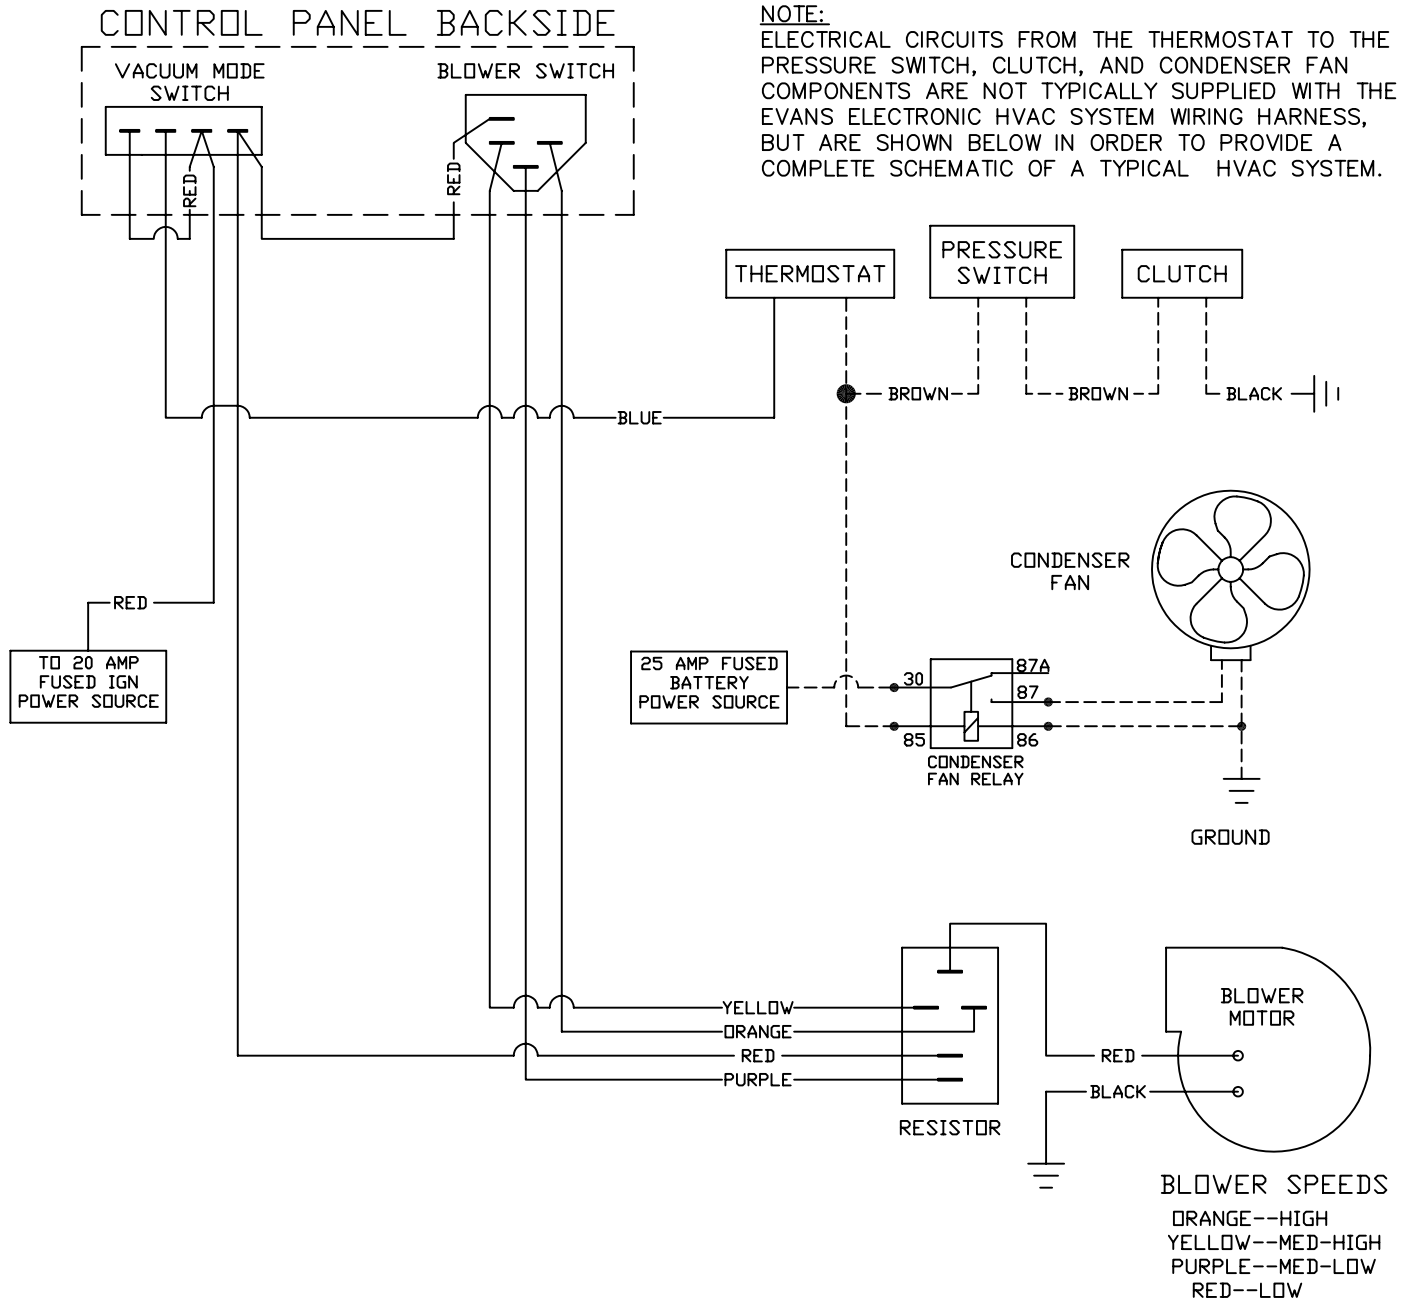 CONTROL PANEL BACKSIDE
VACUUM MODE
SWITCH
BLOWER SWITCH
RED
RED
NOTE:
ELECTRICAL CIRCUITS FROM THE THERMOSTAT TO THE
PRESSURE SWITCH, CLUTCH, AND CONDENSER FAN
COMPONENTS ARE NOT TYPICALLY SUPPLIED WITH THE
EVANS ELECTRONIC HVAC SYSTEM WIRING HARNESS,
BUT ARE SHOWN BELOW IN ORDER TO PROVIDE A
COMPLETE SCHEMATIC OF A TYPICAL HVAC SYSTEM.
THERMOSTAT
PRESSURE
SWITCH
CLUTCH
BROWN
BROWN
BLACK
BLUE
CONDENSER
FAN
RED
TO 20 AMP
FUSED IGN
POWER SOURCE
25 AMP FUSED
BATTERY
POWER SOURCE
30
87A
87
85
86
CONDENSER
FAN RELAY
GROUND
YELLOW
ORANGE
RED
PURPLE
RESISTOR
BLOWER
MOTOR
RED
BLACK
BLOWER SPEEDS
ORANGE--HIGH
YELLOW--MED-HIGH
PURPLE--MED-LOW
RED--LOW